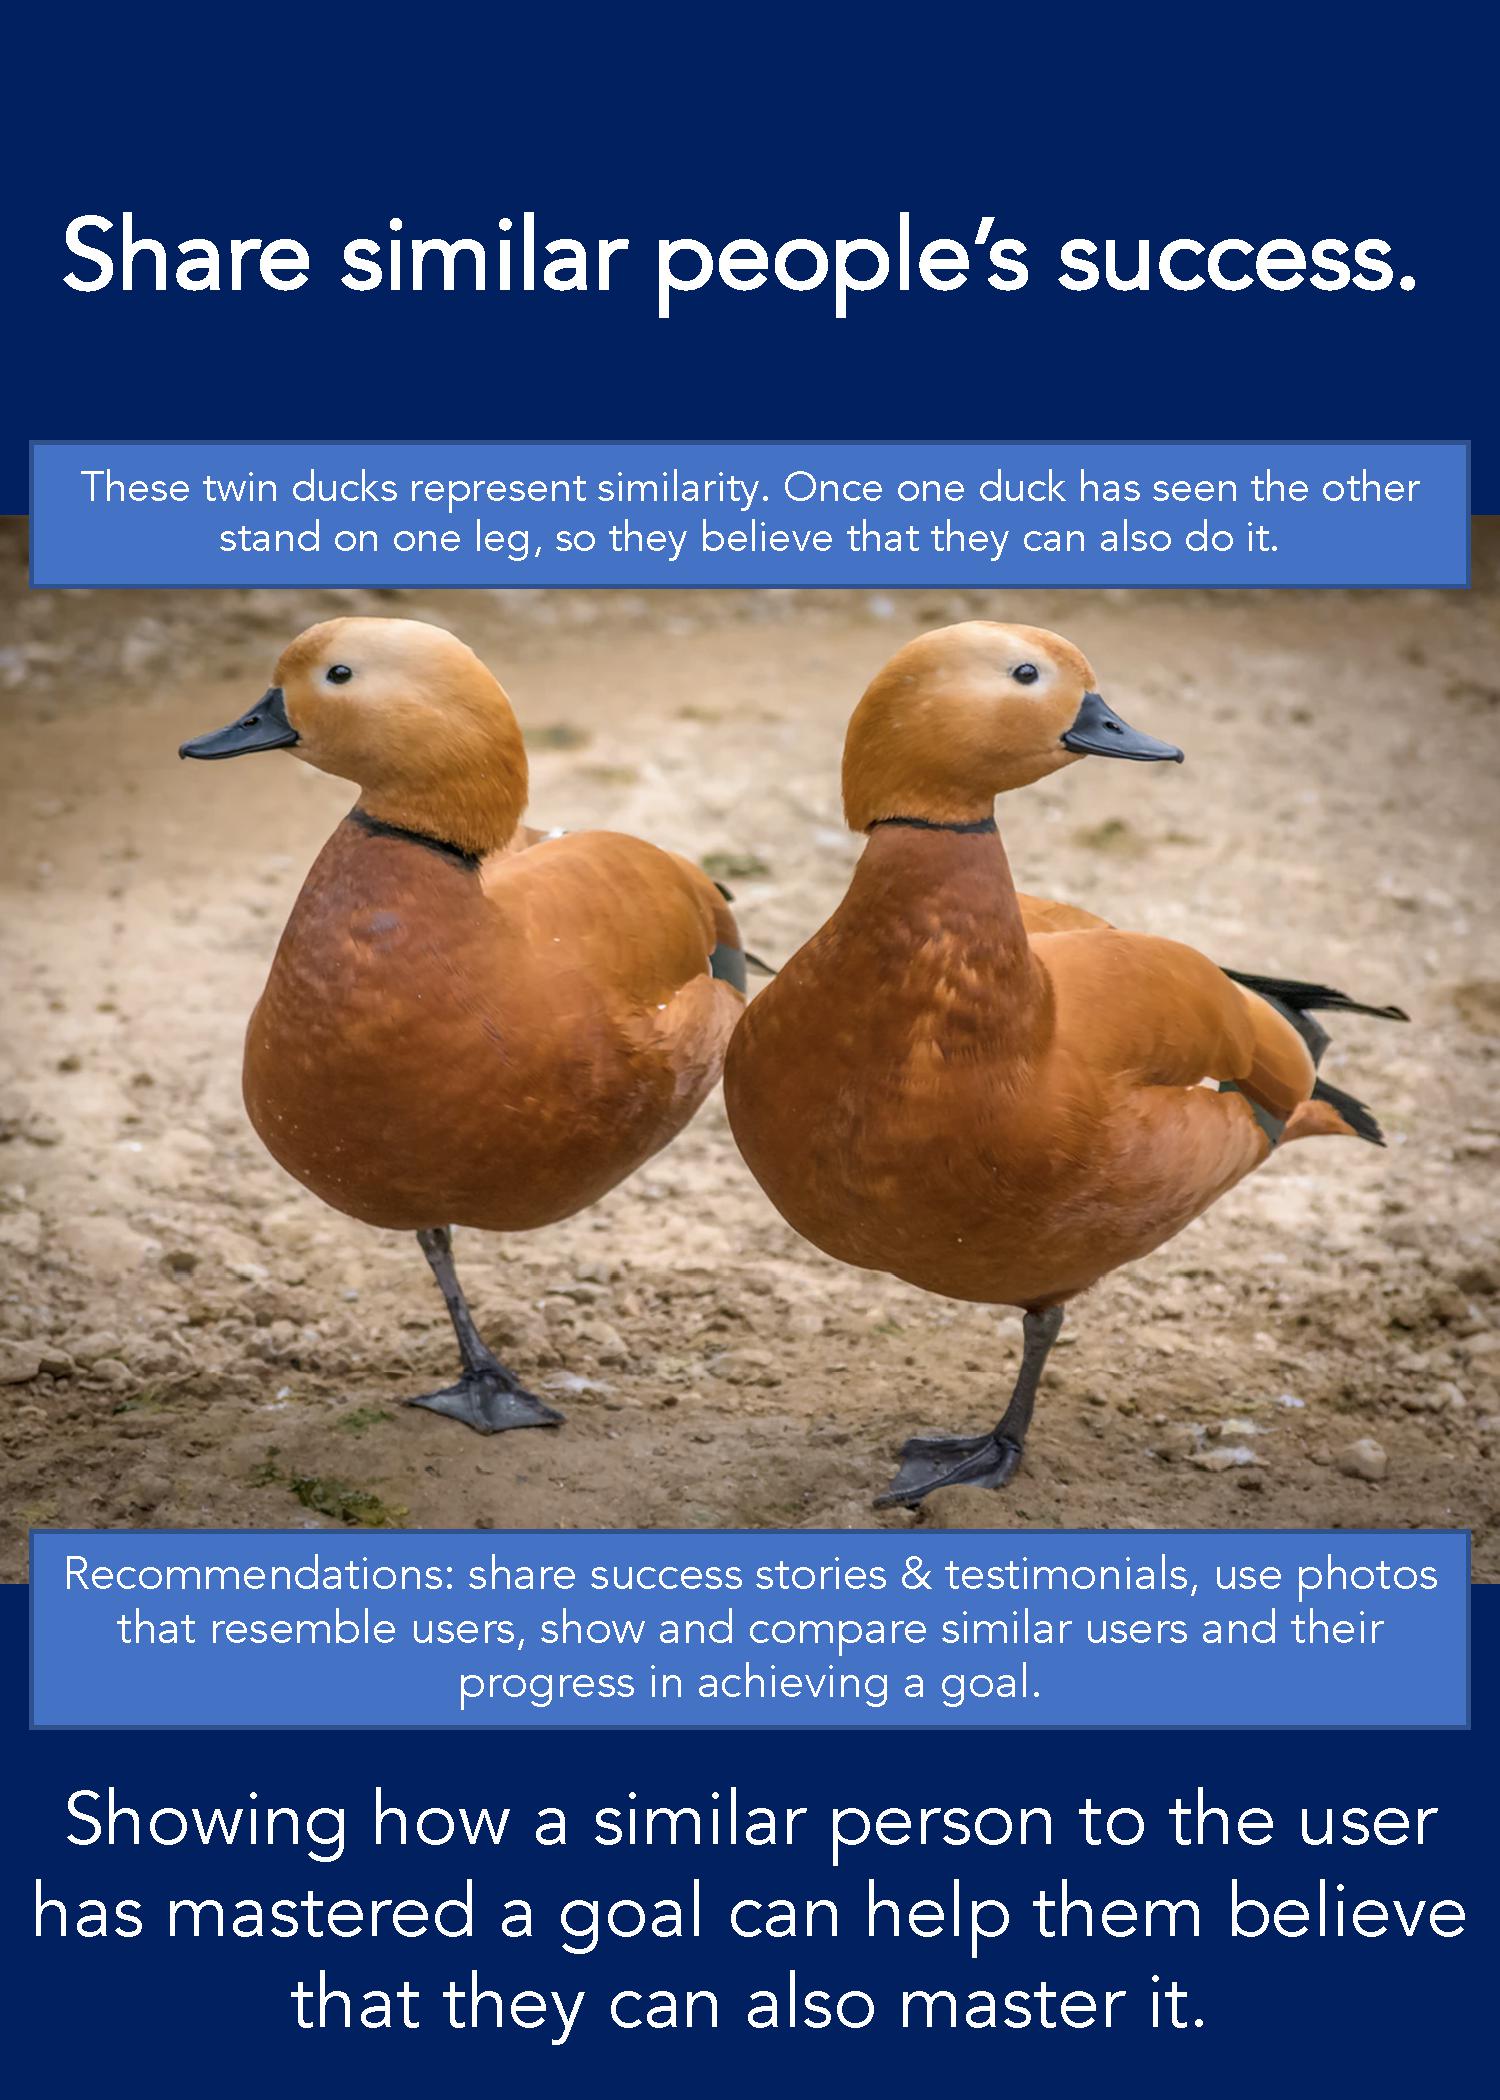 Share similar people’s success.
These twin ducks represent similarity. Once one duck has seen the other
stand on one leg, so they believe that they can also do it.
Recommendations: share success stories & testimonials, use photos
that resemble users, show and compare similar users and their
progress in achieving a goal.
Showing how a similar person to the user
has mastered a goal can help them believe
that they can also master it.